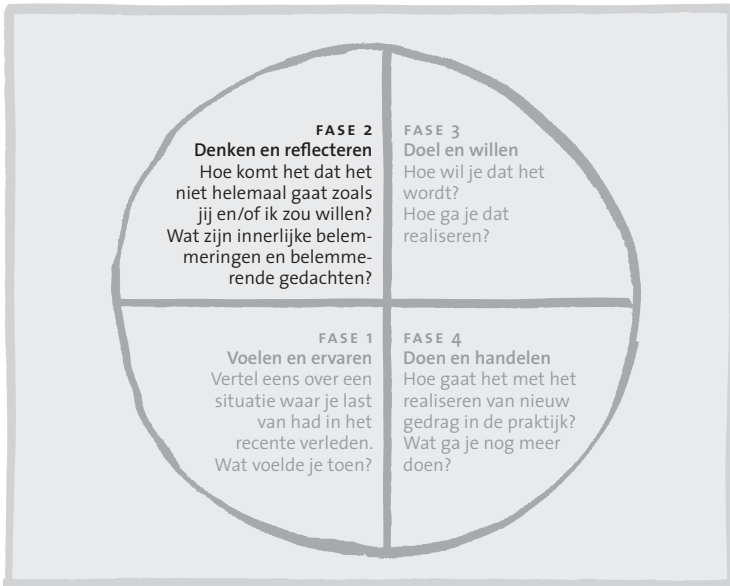 FASE 2
Denken en reflecteren
Hoe komt het dat het
niet helemaal gaat zoals
jij en/of ik zou willen?
Wat zijn innerlijke belem-
meringen en belemme-
rende gedachten?
FASE 3
Doel en willen
Hoe wil je dat het
wordt?
Hoe ga je dat
realiseren?
FASE 1
Voelen en ervaren
Vertel eens over een
situatie waar je last
van had in het
recente verleden.
Wat voelde je toen?
FASE 4
Doen en handelen
Hoe gaat het met het
realiseren van nieuw
gedrag in de praktijk?
Wat ga je nog meer
doen?